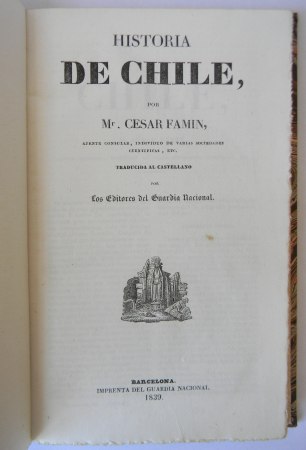 HISTORIA
DE CHILE,
POR
Mr. CESAR FAMIN,
AGENTE CONSULAR, INDIVIDUO DE VARIAS SOCIEDADES
CIENTIFICAS, ETC.
TRADUCIDA AL CASTELLANO
POR
Los Editores del Guardia Nacional.
BARCELONA.
IMPRENTA DEL GUARDIA NACIONAL.
1839.